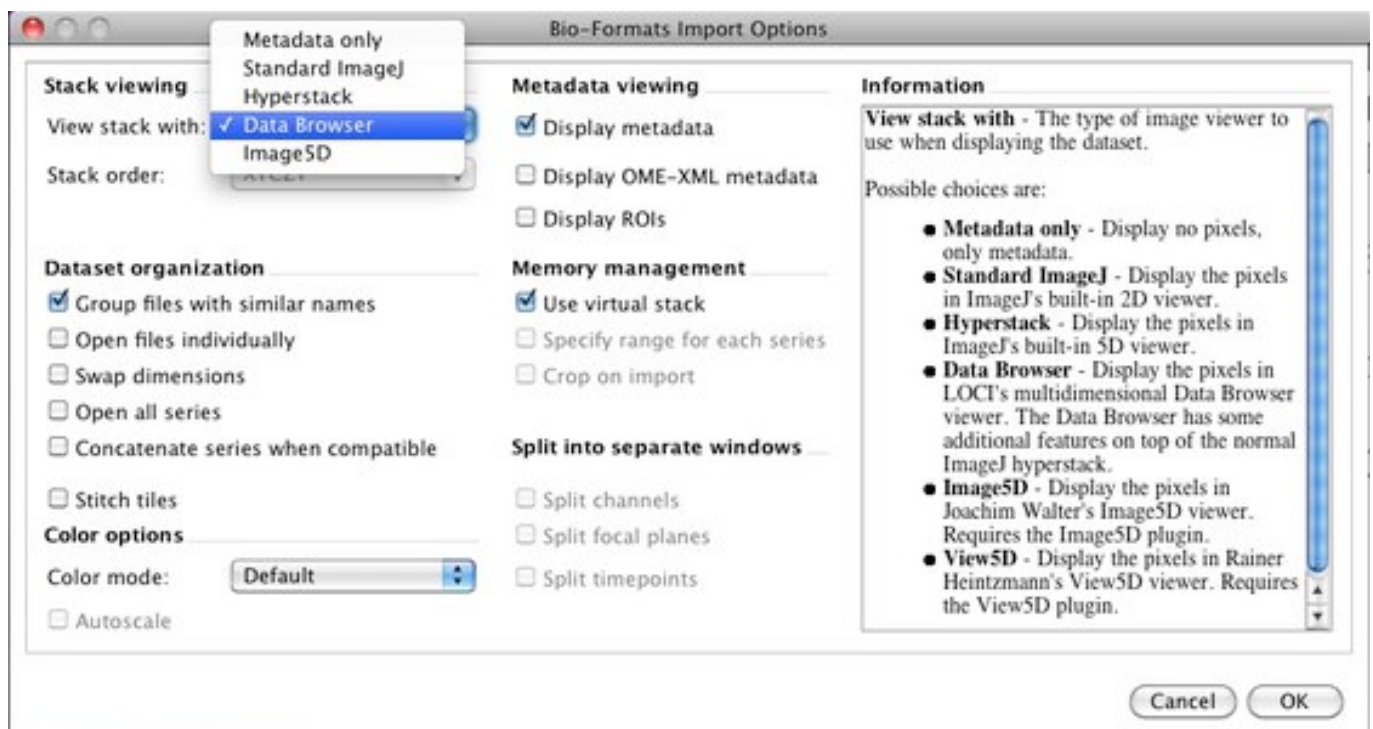 Bio-Formats Import Options
Stack viewing
View stack with:
Metadata only
Standard ImageJ
Hyperstack
✓ Data Browser
Image5D
Stack order:
Dataset organization
Group files with similar names
Open files individually
Swap dimensions
Open all series
Concatenate series when compatible
Stitch tiles
Color options
Color mode: Default
Autoscale
Metadata viewing
Display metadata
Display OME-XML metadata
Display ROIs
Memory management
Use virtual stack
Specify range for each series
Crop on import
Split into separate windows
Split channels
Split focal planes
Split timepoints
Information
View stack with - The type of image viewer to
use when displaying the dataset.
Possible choices are:
● Metadata only - Display no pixels,
only metadata.
● Standard ImageJ - Display the pixels
in ImageJ's built-in 2D viewer.
● Hyperstack - Display the pixels in
ImageJ's built-in 5D viewer.
● Data Browser - Display the pixels in
LOCI's multidimensional Data Browser
viewer. The Data Browser has some
additional features on top of the normal
ImageJ hyperstack.
● Image5D - Display the pixels in
Joachim Walter's Image5D viewer.
Requires the Image5D plugin.
● View5D - Display the pixels in Rainer
Heintzmann's View5D viewer. Requires
the View5D plugin.
Cancel
OK